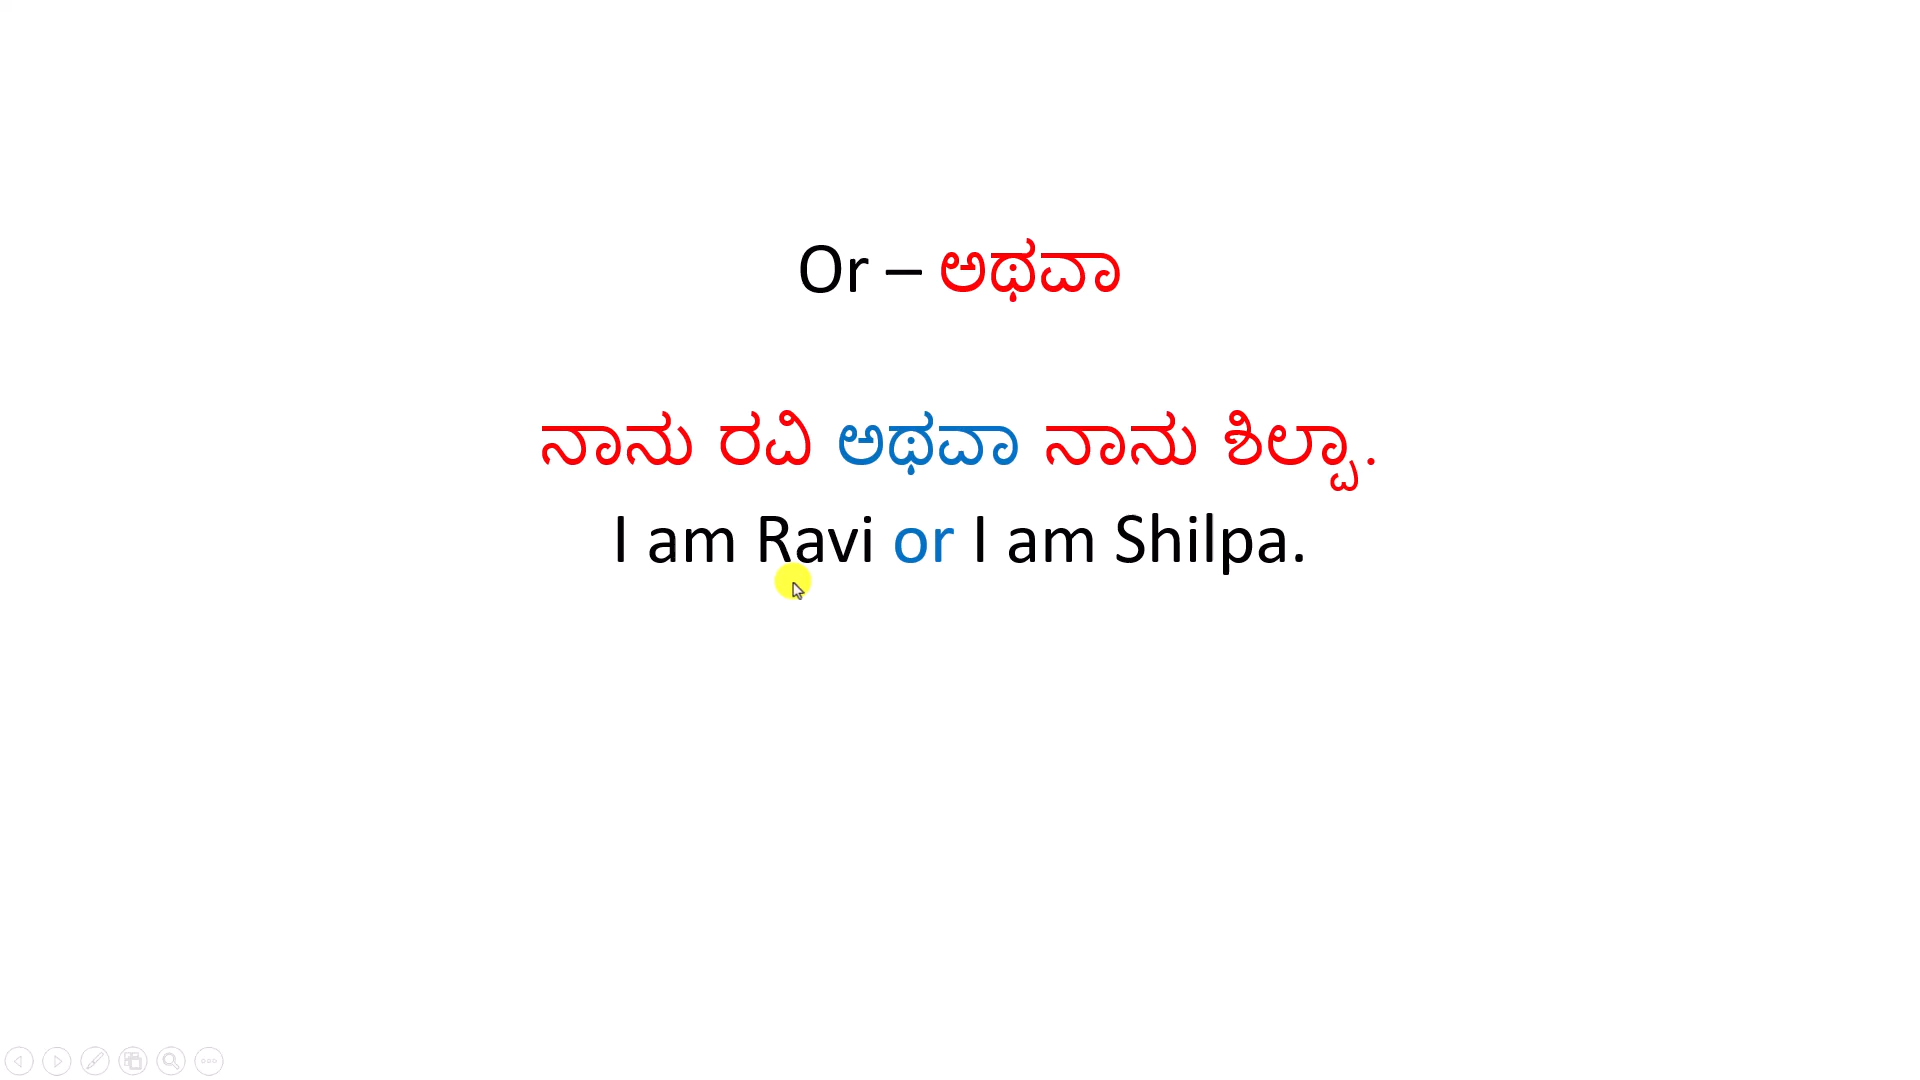 Or – ಅಥವಾ
ನಾನು ರವಿ ಅಥವಾ ನಾನು ಶಿಲ್ಪಾ.
I am Ravi or I am Shilpa.